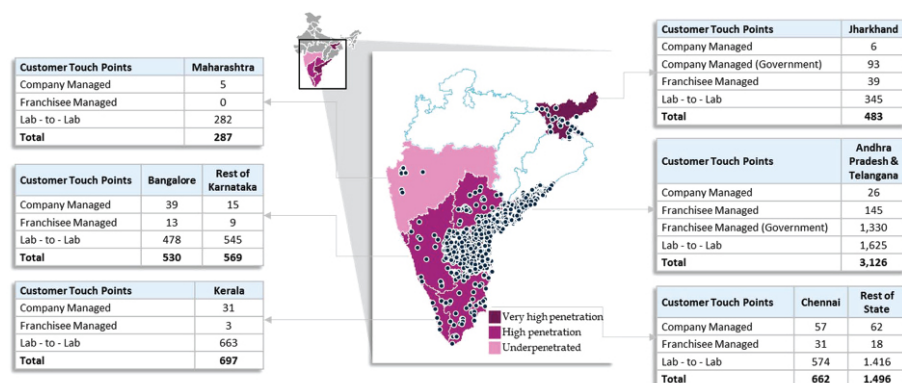 Customer Touch Points Maharashtra
Company Managed 5
Franchisee Managed 0
Lab - to - Lab 282
Total 287
Customer Touch Points Bangalore Rest of Karnataka
Company Managed 39 15
Franchisee Managed 13 9
Lab - to - Lab 478 545
Total 530 569
Customer Touch Points Kerala
Company Managed 31
Franchisee Managed 3
Lab - to - Lab 663
Total 697
Very high penetration
High penetration
Underpenetrated
Customer Touch Points Jharkhand
Company Managed 6
Company Managed (Government) 93
Franchisee Managed 39
Lab - to - Lab 345
Total 483
Customer Touch Points Andhra Pradesh & Telangana
Company Managed 26
Franchisee Managed 145
Franchisee Managed (Government) 1,330
Lab - to - Lab 1,625
Total 3,126
Customer Touch Points Chennai Rest of State
Company Managed 57 62
Franchisee Managed 31 18
Lab - to - Lab 574 1.416
Total 662 1,496